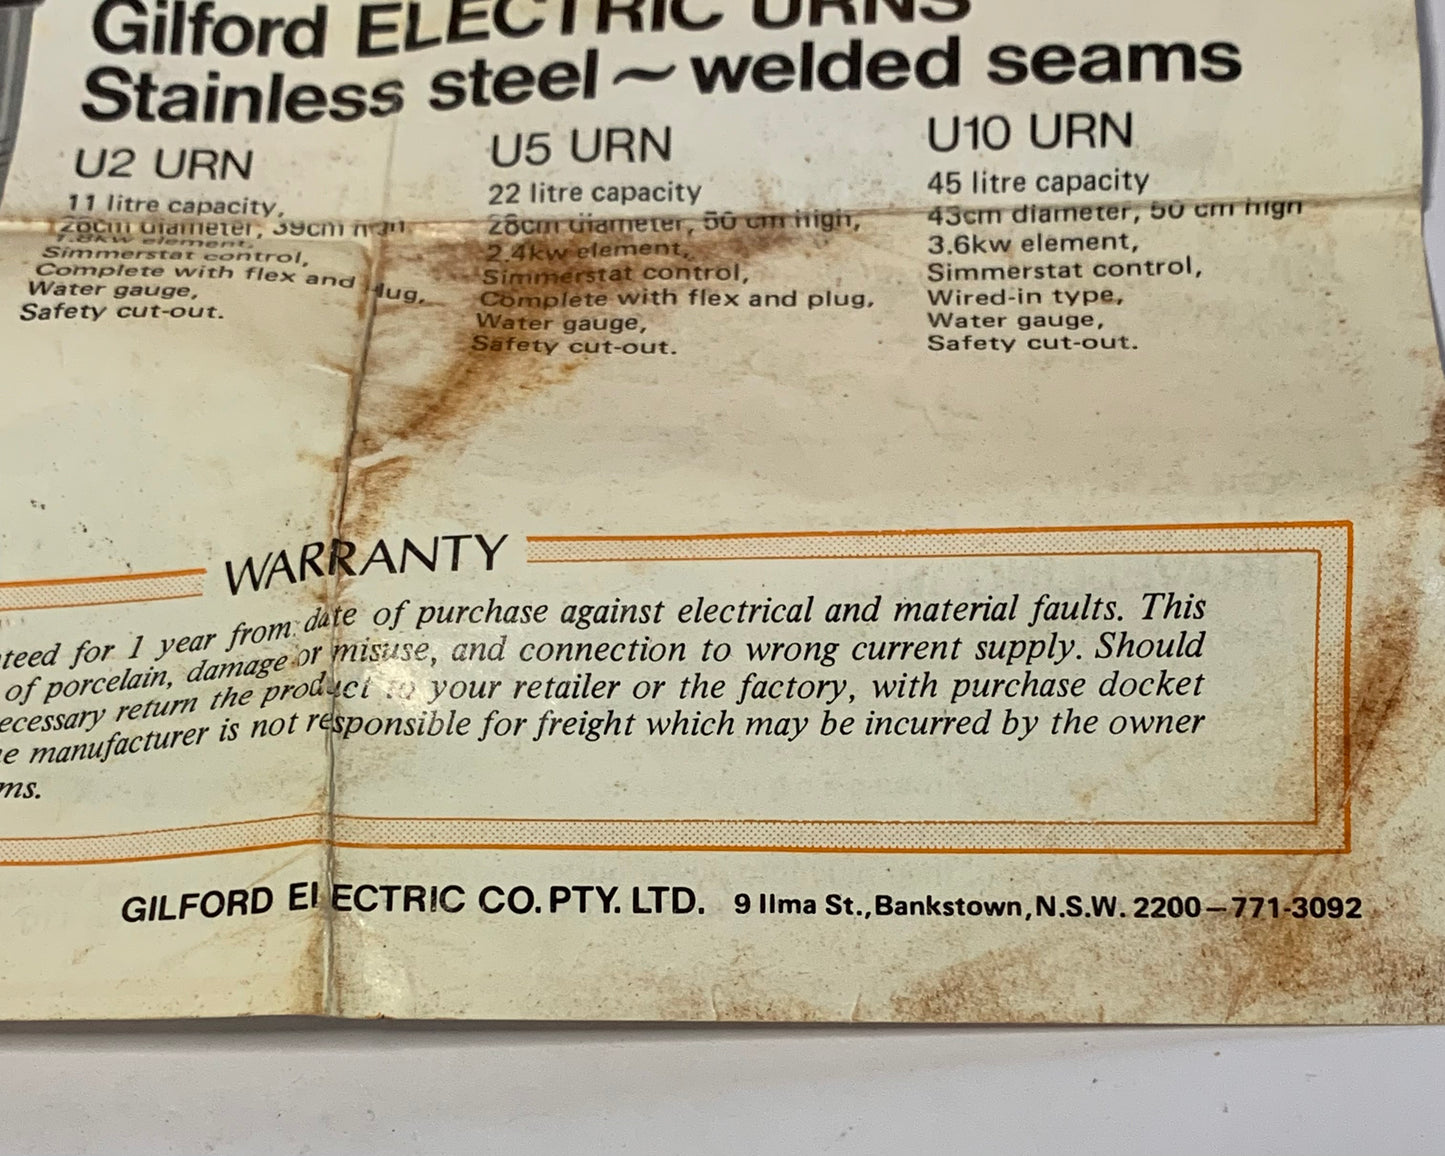 Gilford ELECTRIC URNS
Stainless steel ~ welded seams
U2 URN
11 litre capacity,
diameter, 39cm high,
element,
Simmerstat control,
Complete with flex and plug,
Water gauge,
Safety cut-out.
U5 URN
22 litre capacity
28cm diameter, 50 cm high,
2.4kw element,
Simmerstat control,
Complete with flex and plug,
Water gauge,
Safety cut-out.
U10 URN
45 litre capacity
43cm diameter, 50 cm high
3.6kw element,
Simmerstat control,
Wired-in type,
Water gauge,
Safety cut-out.
WARRANTY
teed for 1 year from date of purchase against electrical and material faults. This
of porcelain, damage or misuse, and connection to wrong current supply. Should
ecessary return the product to your retailer or the factory, with purchase docket
e manufacturer is not responsible for freight which may be incurred by the owner
ms.
GILFORD ELECTRIC CO. PTY. LTD. 9 Ilma St., Bankstown, N.S.W. 2200—771-3092